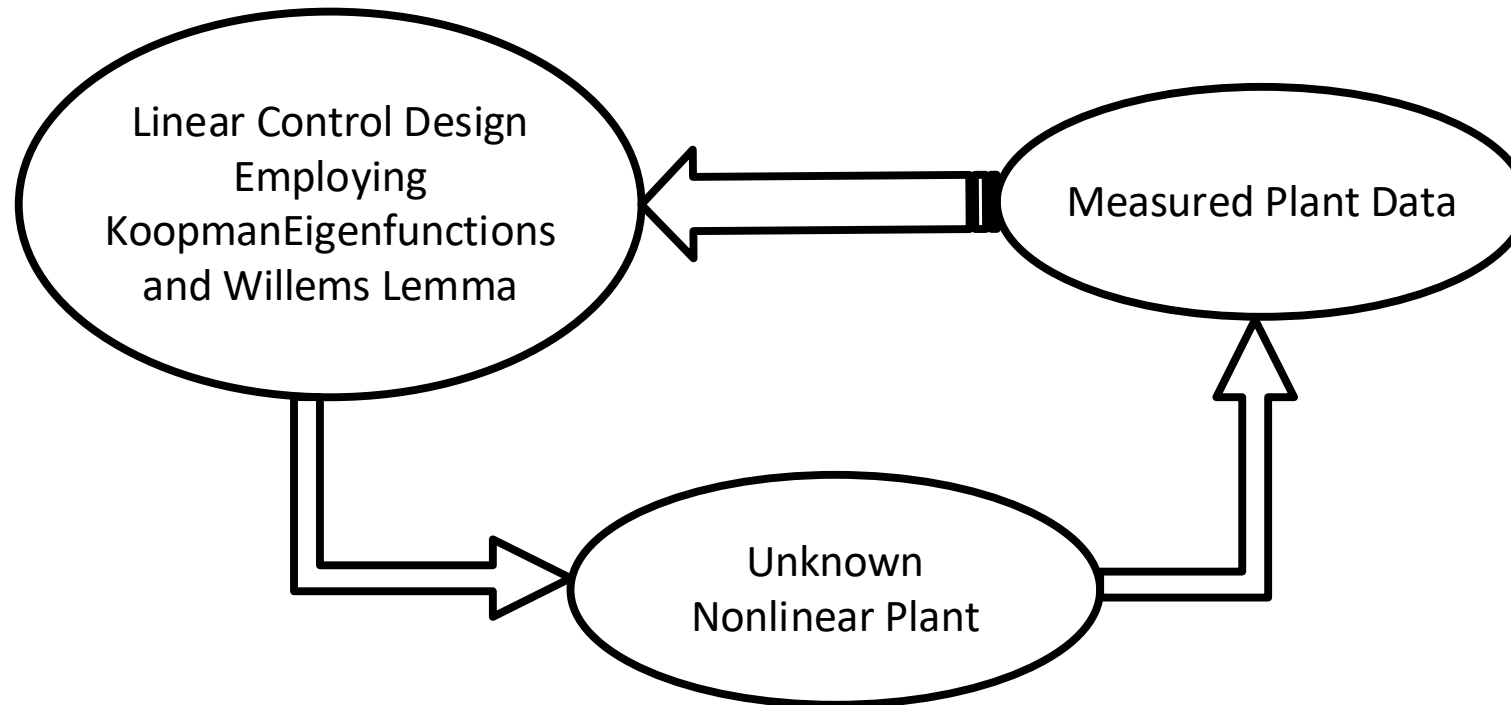 Linear Control Design
Employing
KoopmanEigenfunctions
and Willems Lemma
Measured Plant Data
Unknown
Nonlinear Plant